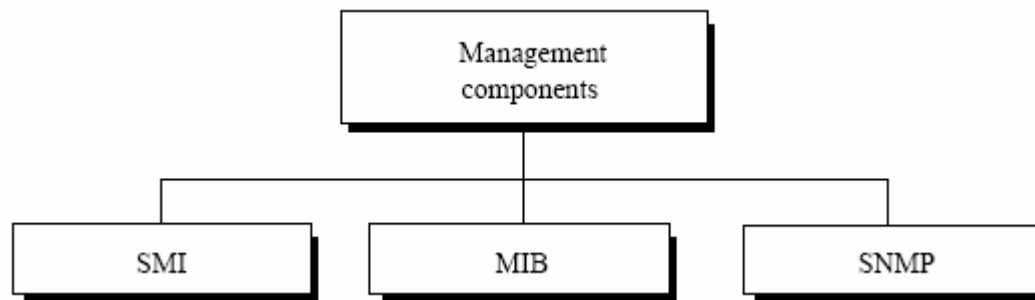 Management
components
SMI
MIB
SNMP